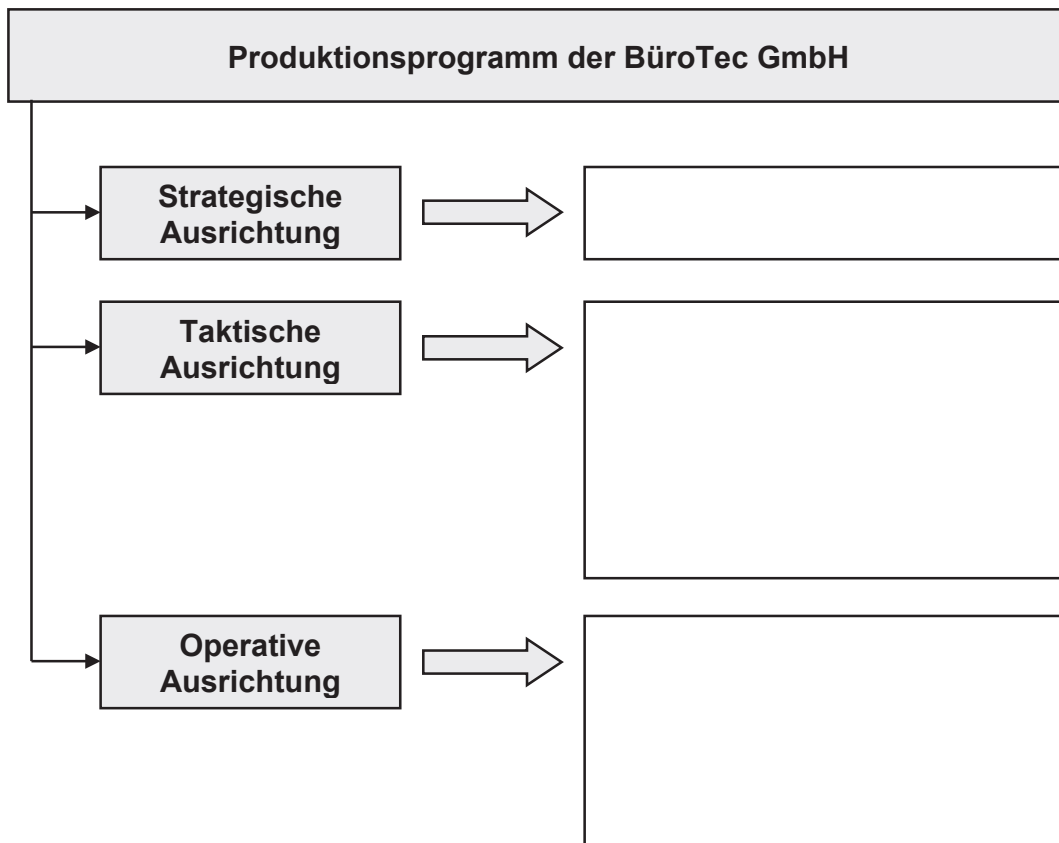 Produktionsprogramm der BüroTec GmbH
Strategische
Ausrichtung
Taktische
Ausrichtung
Operative
Ausrichtung